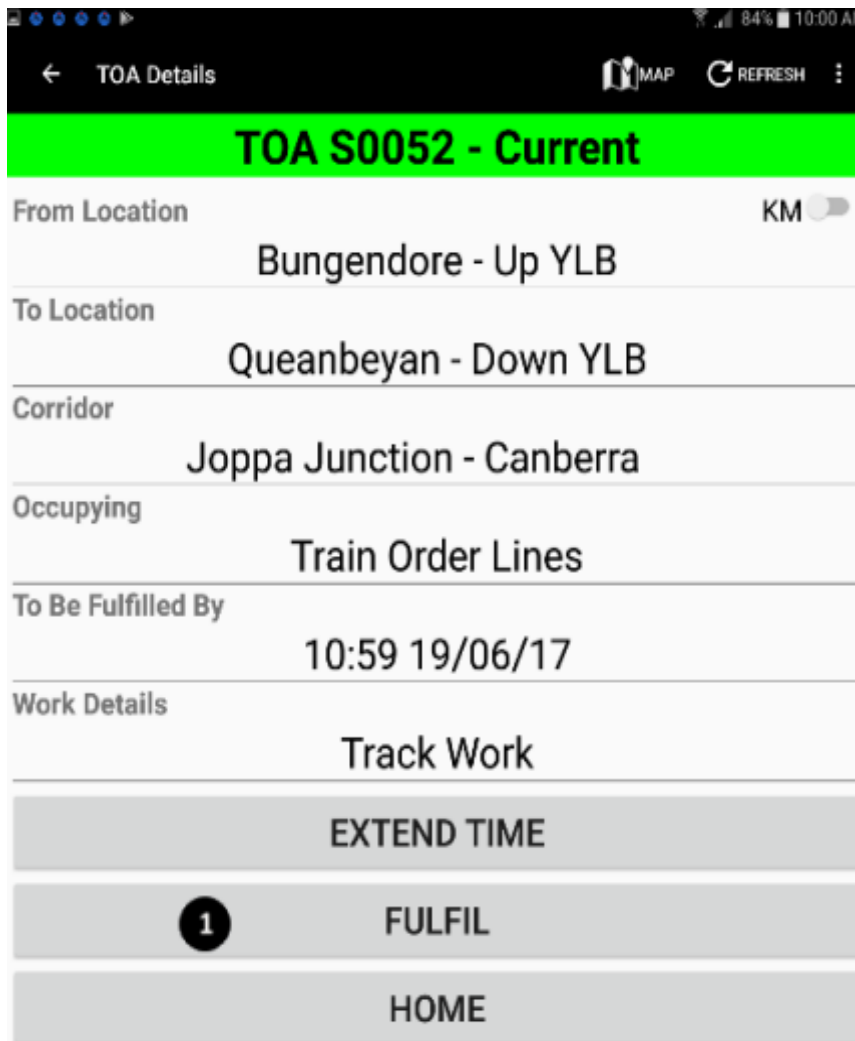 84% 10:00 AM
TOA Details MAP REFRESH
TOA S0052 - Current
From Location KM
Bungendore - Up YLB
To Location
Queanbeyan - Down YLB
Corridor
Joppa Junction - Canberra
Occupying
Train Order Lines
To Be Fulfilled By
10:59 19/06/17
Work Details
Track Work
EXTEND TIME
1 FULFIL
HOME